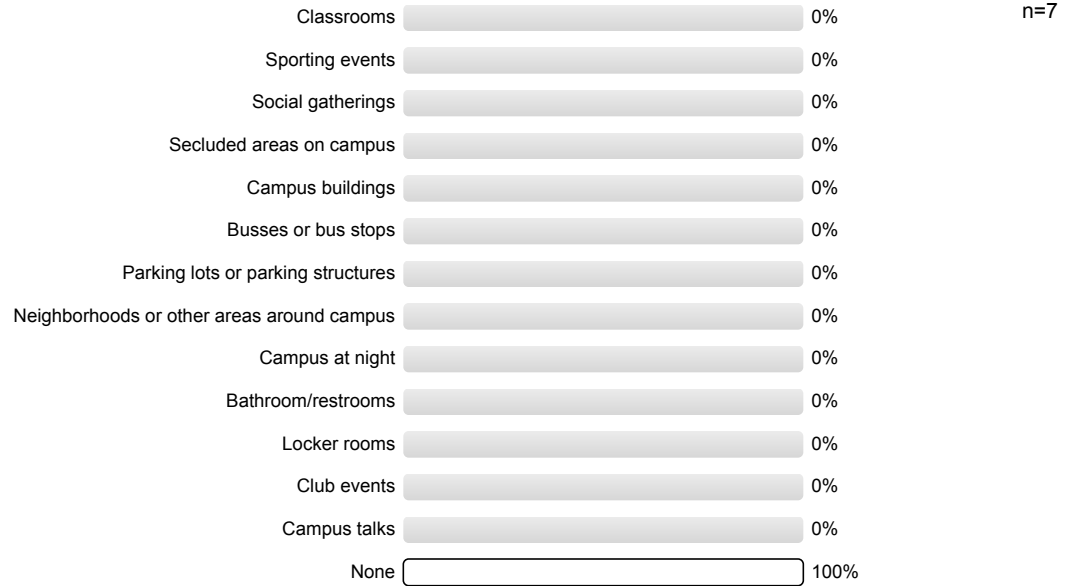 Classrooms 0% n=7
Sporting events 0%
Social gatherings 0%
Secluded areas on campus 0%
Campus buildings 0%
Busses or bus stops 0%
Parking lots or parking structures 0%
Neighborhoods or other areas around campus 0%
Campus at night 0%
Bathroom/restrooms 0%
Locker rooms 0%
Club events 0%
Campus talks 0%
None 100%